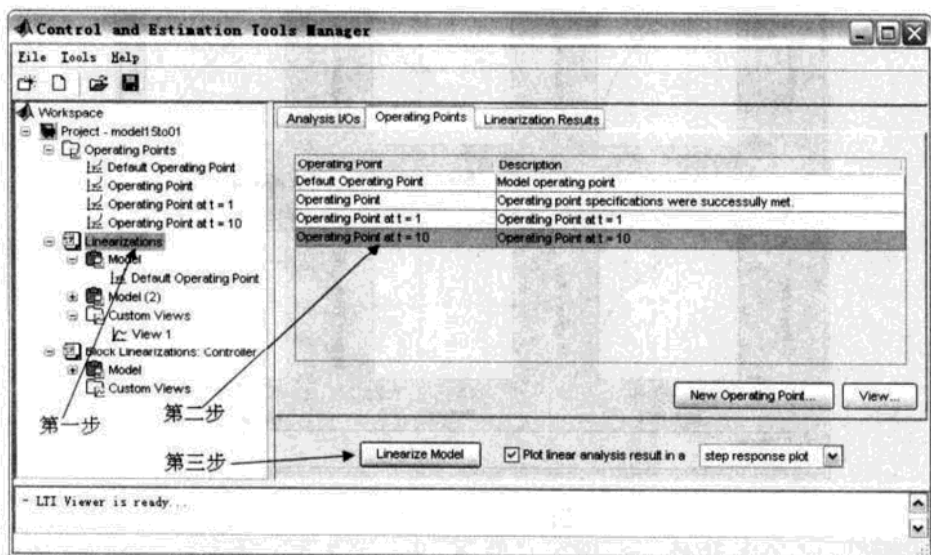 Control and Estimation Tools Manager
File Tools Help
Workspace
Project - model15to01
Operating Points
Default Operating Point
Operating Point
Operating Point at t = 1
Operating Point at t = 10
Linearizations
Model
Default Operating Point
Model (2)
Custom Views
View 1
Block Linearizations: Controller
Model
Custom Views
第一步
第二步
第三步
Analysis I/Os Operating Points Linearization Results
Operating Point Description
Default Operating Point Model operating point
Operating Point Operating point specifications were successully met.
Operating Point at t = 1 Operating Point at t = 1
Operating Point at t = 10 Operating Point at t = 10
New Operating Point... View...
Linearize Model Plot linear analysis result in a step response plot
- LTI Viewer is ready...